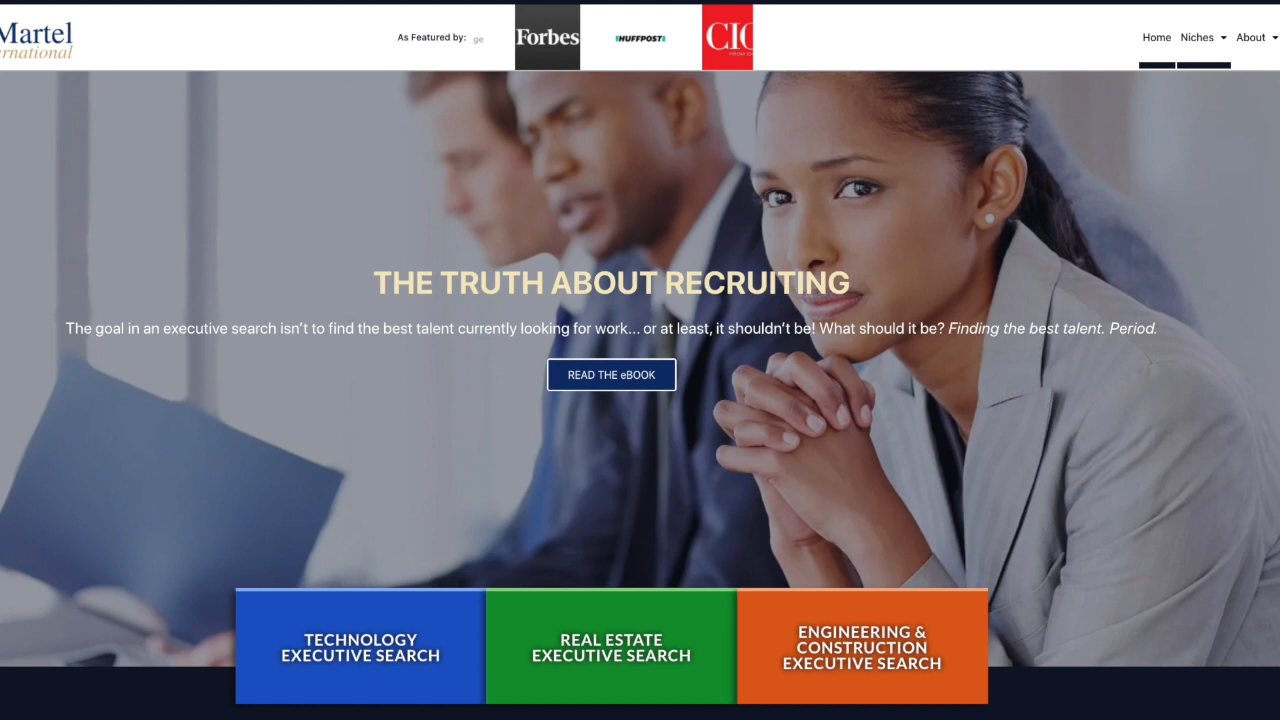 Martel
ernational
As Featured by:
ge
Forbes
HUFFPOST
CIO
Home Niches About
THE TRUTH ABOUT RECRUITING
The goal in an executive search isn’t to find the best talent currently looking for work... or at least, it shouldn’t be! What should it be? Finding the best talent. Period.
READ THE eBOOK
TECHNOLOGY
EXECUTIVE SEARCH
REAL ESTATE
EXECUTIVE SEARCH
ENGINEERING &
CONSTRUCTION
EXECUTIVE SEARCH